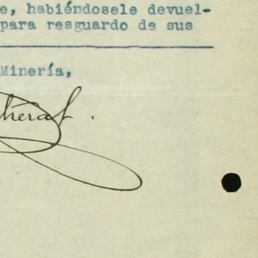 e, habiéndosele devuel-
para resguardo de sus
Minería,